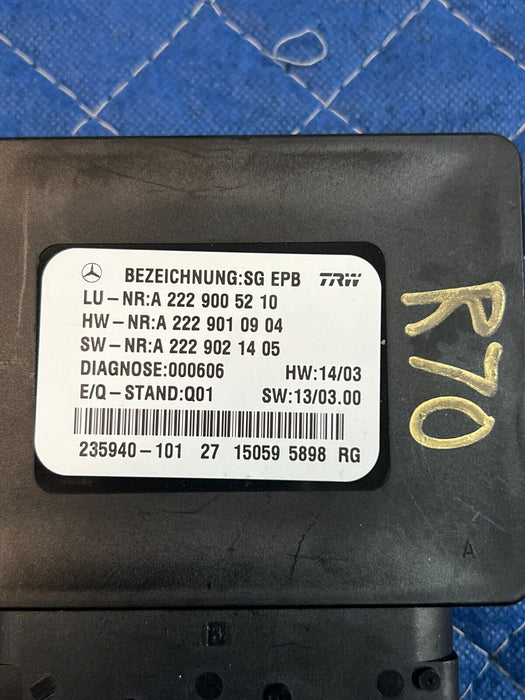 BEZEICHNUNG:SG EPB TRW
LU-NR:A 222 900 52 10
HW-NR:A 222 901 09 04
SW-NR:A 222 902 14 05
DIAGNOSE:000606 HW:14/03
E/Q-STAND:Q01 SW:13/03.00
235940-101 27 15059 5898 RG
R70
A
B